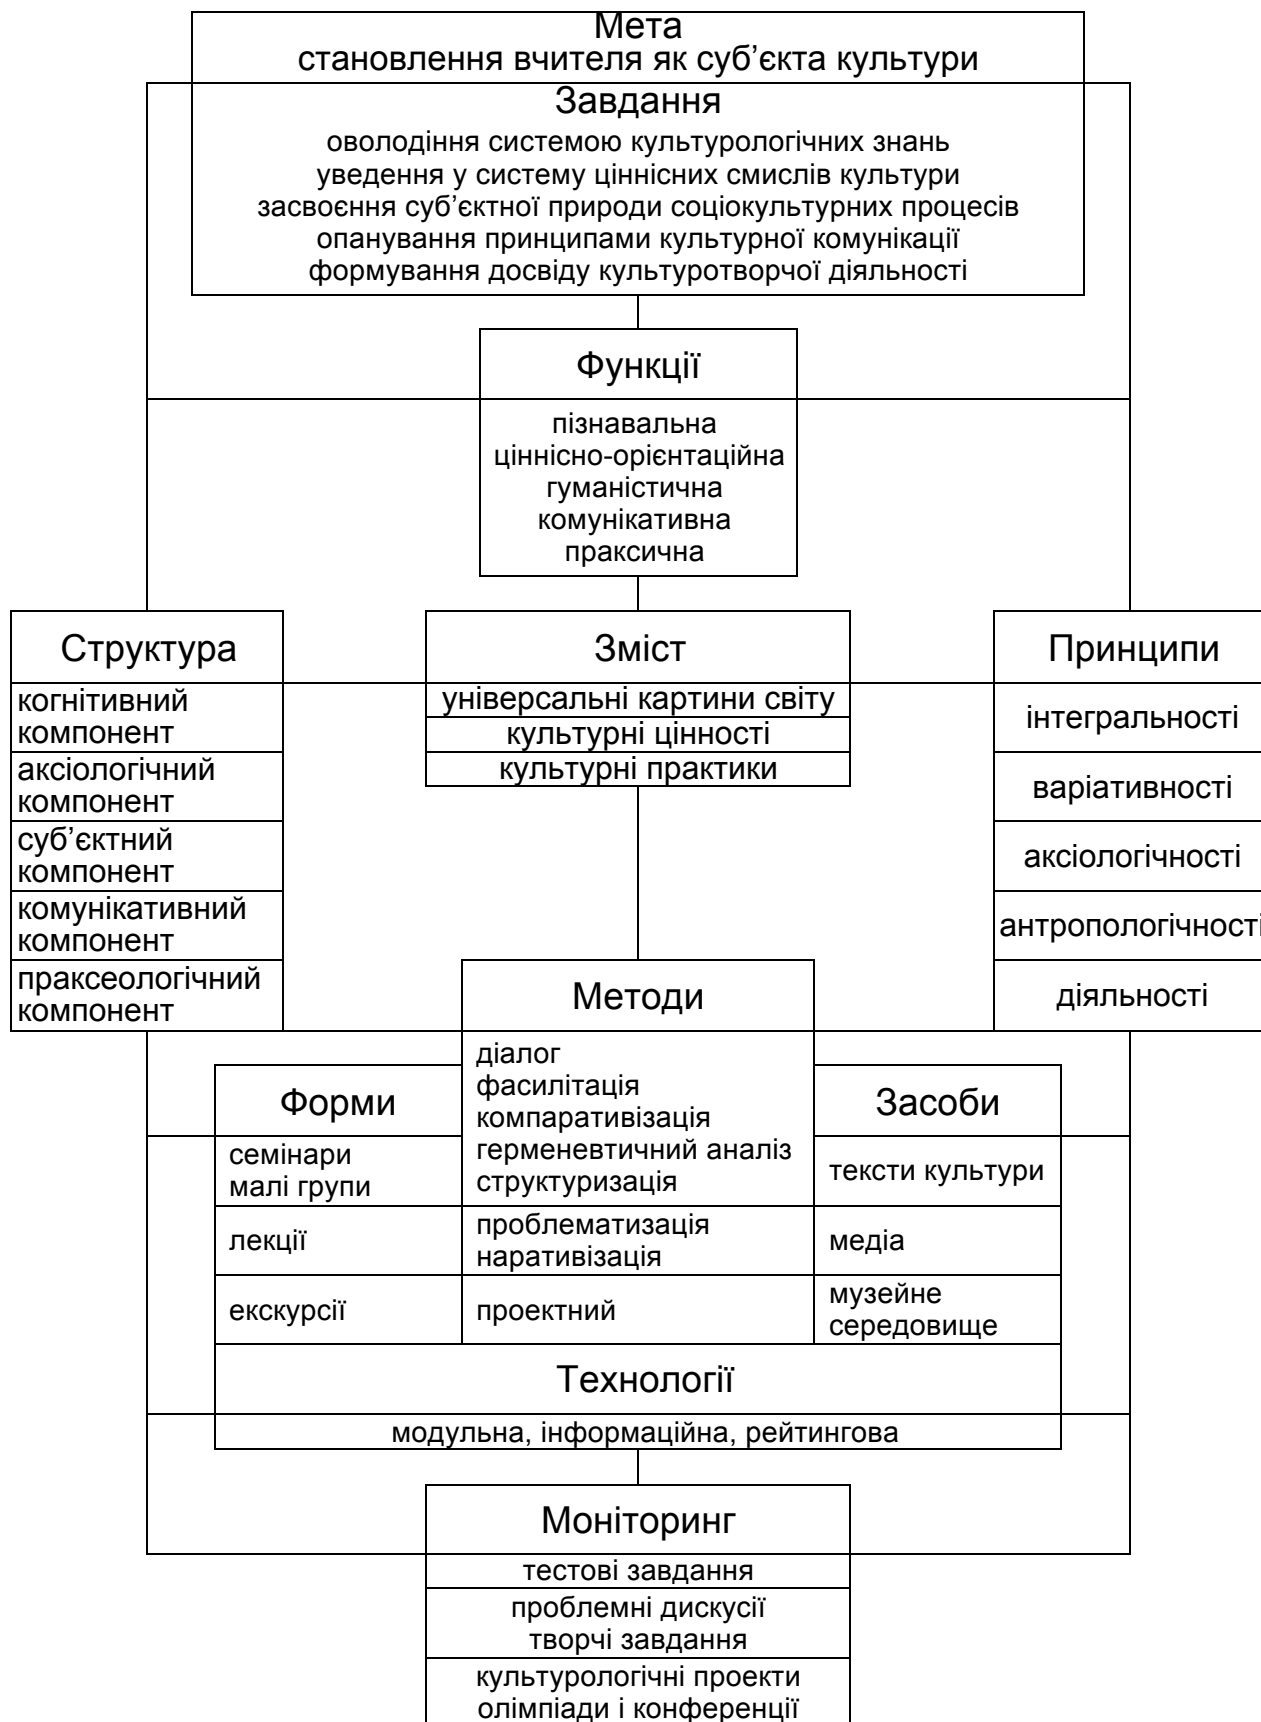 Мета
становлення вчителя як суб’єкта культури
Завдання
оволодіння системою культурологічних знань
уведення у систему ціннісних смислів культури
засвоєння суб’єктної природи соціокультурних процесів
опанування принципами культурної комунікації
формування досвіду культуротворчої діяльності
Функції
пізнавальна
ціннісно-орієнтаційна
гуманістична
комунікативна
праксична
Структура
когнітивний
компонент
аксіологічний
компонент
суб’єктний
компонент
комунікативний
компонент
праксеологічний
компонент
Зміст
універсальні картини світу
культурні цінності
культурні практики
Принципи
інтегральності
варіативності
аксіологічності
антропологічності
діяльності
Форми
семінари
малі групи
лекції
екскурсії
Методи
діалог
фасилітація
компаративізація
герменевтичний аналіз
структуризація
проблематизація
наративізація
проектний
Засоби
тексти культури
медіа
музейне
середовище
Технології
модульна, інформаційна, рейтингова
Моніторинг
тестові завдання
проблемні дискусії
творчі завдання
культурологічні проекти
олімпіади і конференції